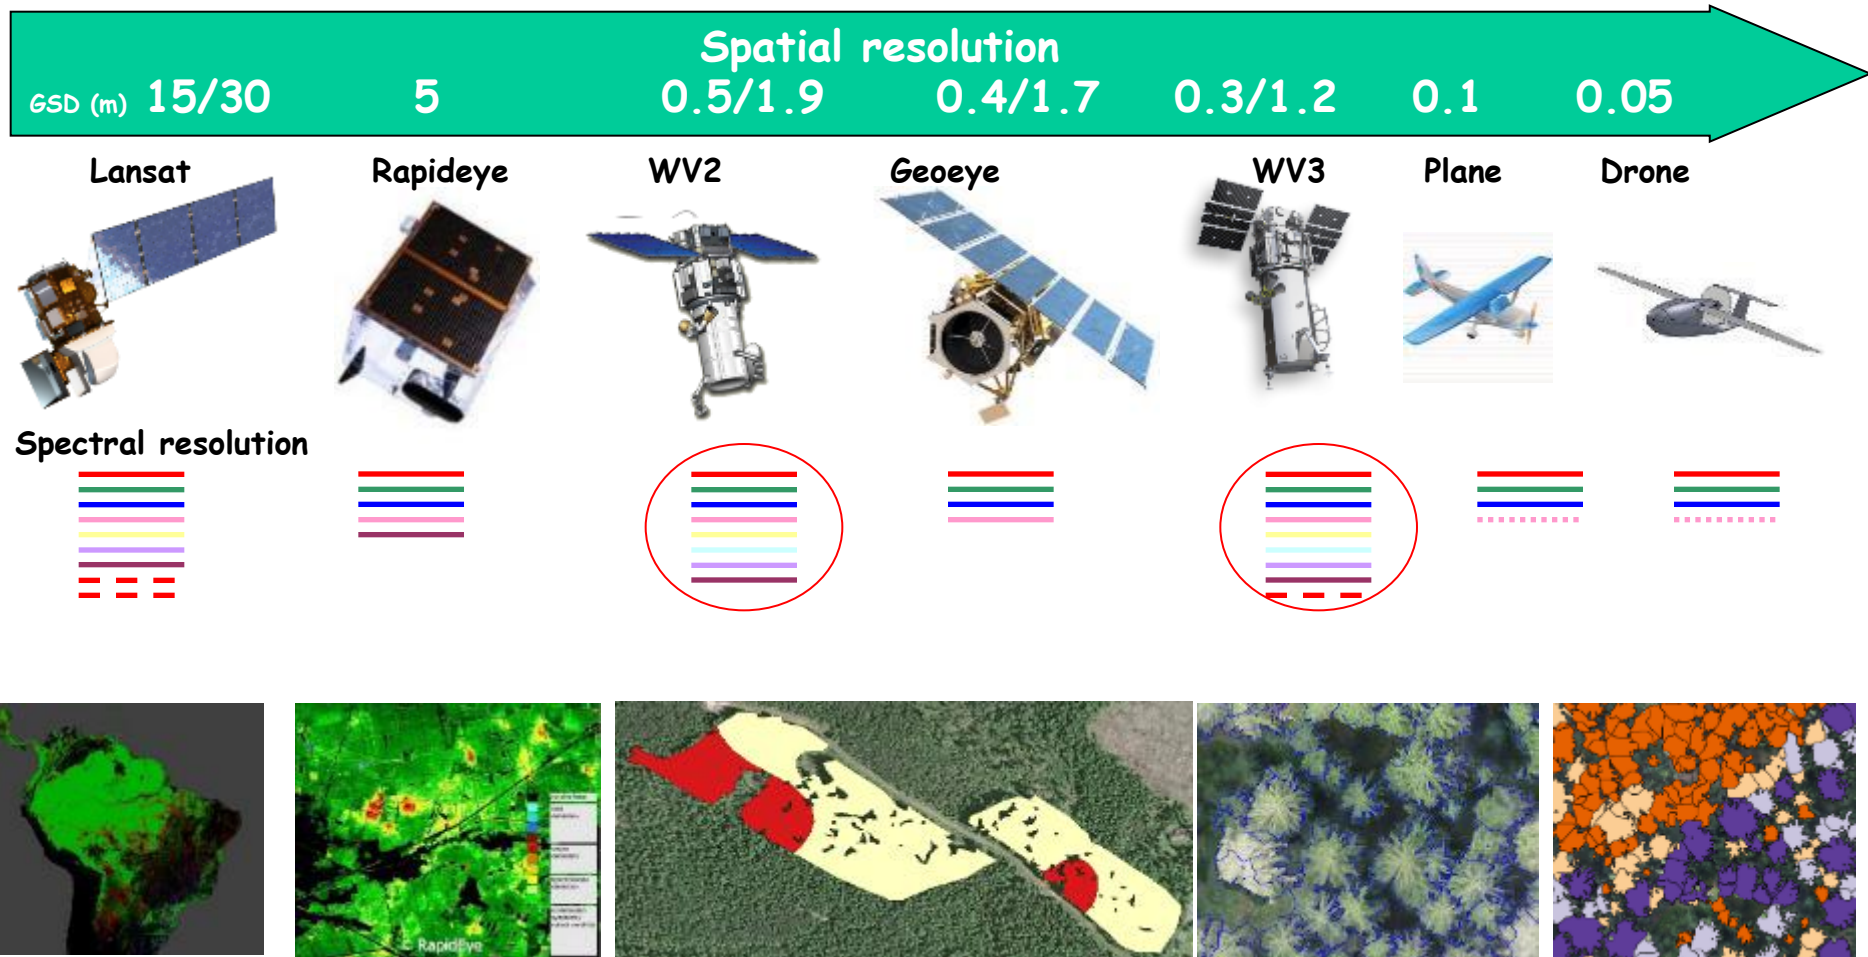 Spatial resolution
GSD (m) 15/30 5 0.5/1.9 0.4/1.7 0.3/1.2 0.1 0.05
Lansat Rapideye WV2 Geoeye WV3 Plane Drone
Spectral resolution
© RapidEye